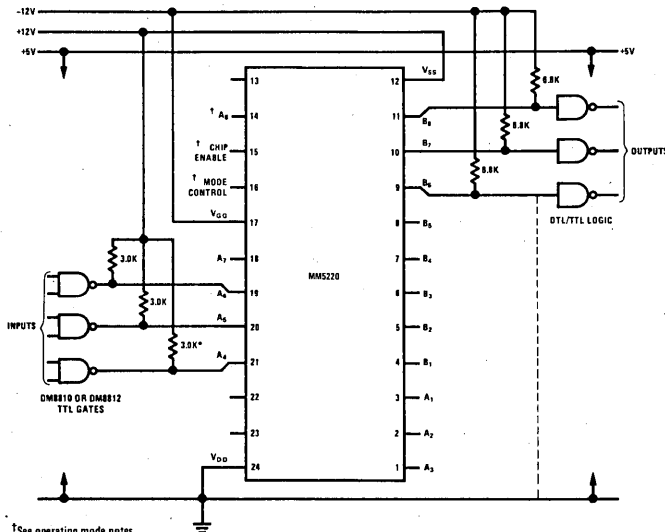 -12V
+12V
+5V
+5V
13
14
15
16
17
18
19
20
21
22
23
24
12
11
10
9
8
7
6
5
4
3
2
1
MM5220
† A8
† CHIP
ENABLE
† MODE
CONTROL
VGG
A7
A6
A5
A4
VDD
VSS
B8
B7
B6
B5
B4
B3
B2
B1
A1
A2
A3
6.8K
6.8K
6.8K
3.0K
3.0K
3.0K*
INPUTS
DM8810 OR DM8812
TTL GATES
OUTPUTS
DTL/TTL LOGIC
†See operating mode notes